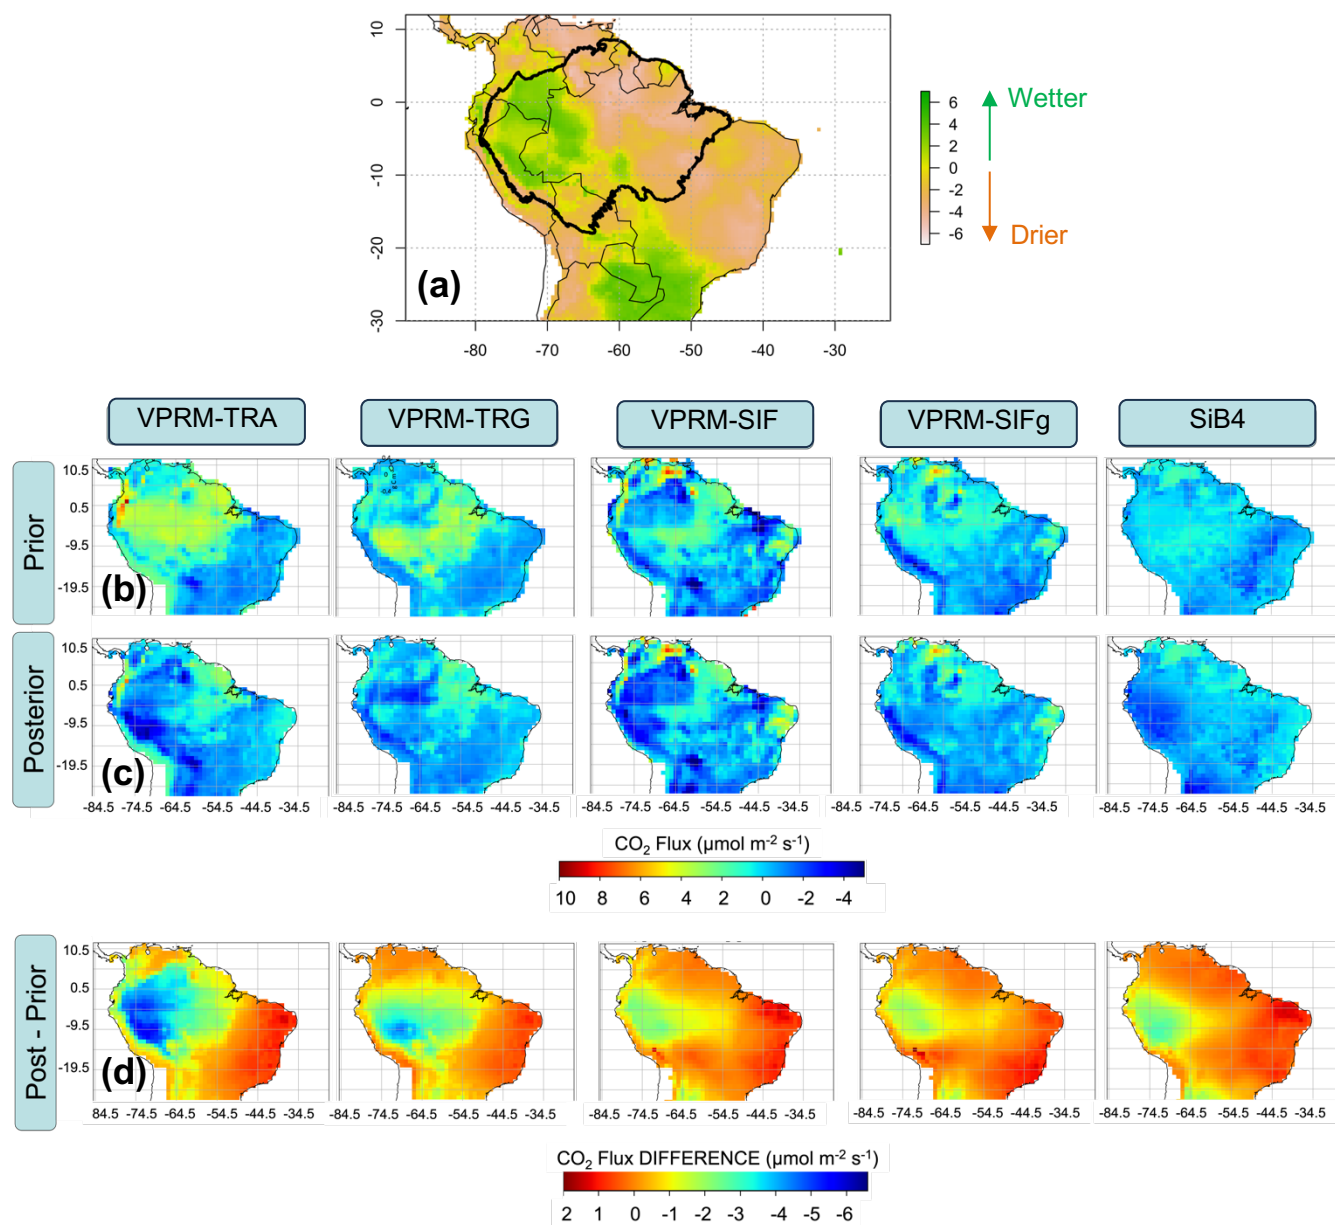 10
0
-10
-20
-30
(a)
-80 -70 -60 -50 -40 -30
6
4
2
0
-2
-4
-6
Wetter
Drier
VPRM-TRA VPRM-TRG VPRM-SIF VPRM-SIFg SiB4
Prior
10.5
0.5
-9.5
-19.5
(b)
Posterior
10.5
0.5
-9.5
-19.5
(c)
-84.5 -74.5 -64.5 -54.5 -44.5 -34.5
-84.5 -74.5 -64.5 -54.5 -44.5 -34.5
-84.5 -74.5 -64.5 -54.5 -44.5 -34.5
-84.5 -74.5 -64.5 -54.5 -44.5 -34.5
-84.5 -74.5 -64.5 -54.5 -44.5 -34.5
CO₂ Flux (µmol m⁻² s⁻¹)
10 8 6 4 2 0 -2 -4
Post - Prior
10.5
0.5
-9.5
-19.5
(d)
84.5 -74.5 -64.5 -54.5 -44.5 -34.5
84.5 -74.5 -64.5 -54.5 -44.5 -34.5
84.5 -74.5 -64.5 -54.5 -44.5 -34.5
84.5 -74.5 -64.5 -54.5 -44.5 -34.5
84.5 -74.5 -64.5 -54.5 -44.5 -34.5
CO₂ Flux DIFFERENCE (µmol m⁻² s⁻¹)
2 1 0 -1 -2 -3 -4 -5 -6